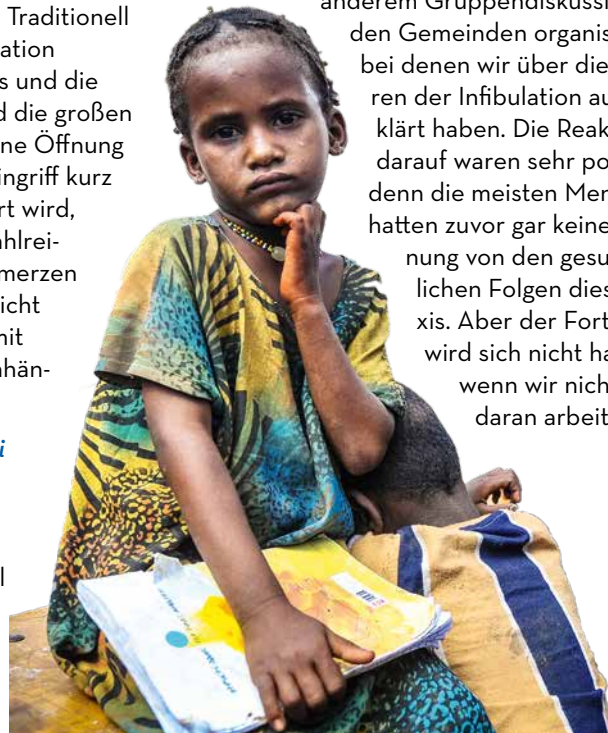 Traditionell
ation
s und die
d die großen
ne Öffnung
ingriff kurz
rt wird,
ahlrei-
merzen
icht
mit
nhän-
i
l
anderem Gruppendiskussi
den Gemeinden organis
bei denen wir über die
ren der Infibulation au
klärt haben. Die Reak
darauf waren sehr po
denn die meisten Men
hatten zuvor gar keine
nung von den gesu
lichen Folgen dies
xis. Aber der Fort
wird sich nicht ha
wenn wir nich
daran arbeit